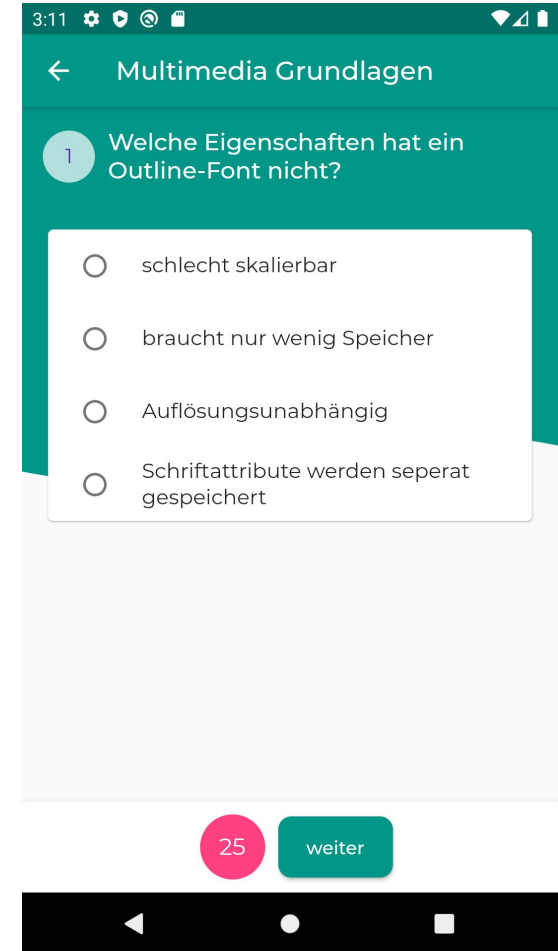 3:11
Multimedia Grundlagen
1
Welche Eigenschaften hat ein
Outline-Font nicht?
schlecht skalierbar
braucht nur wenig Speicher
Auflösungsunabhängig
Schriftattribute werden seperat
gespeichert
25
weiter